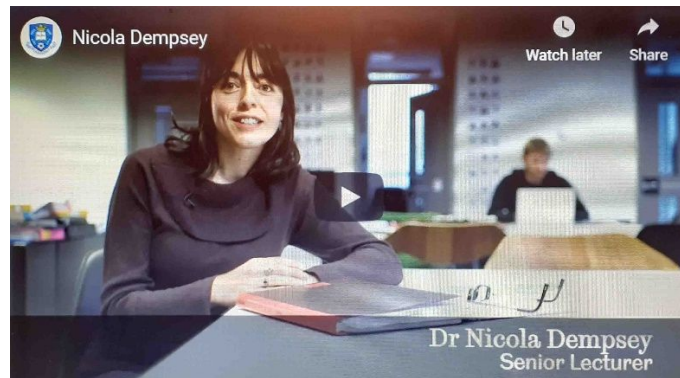 Nicola Dempsey
Watch later
Share
Dr Nicola Dempsey
Senior Lecturer